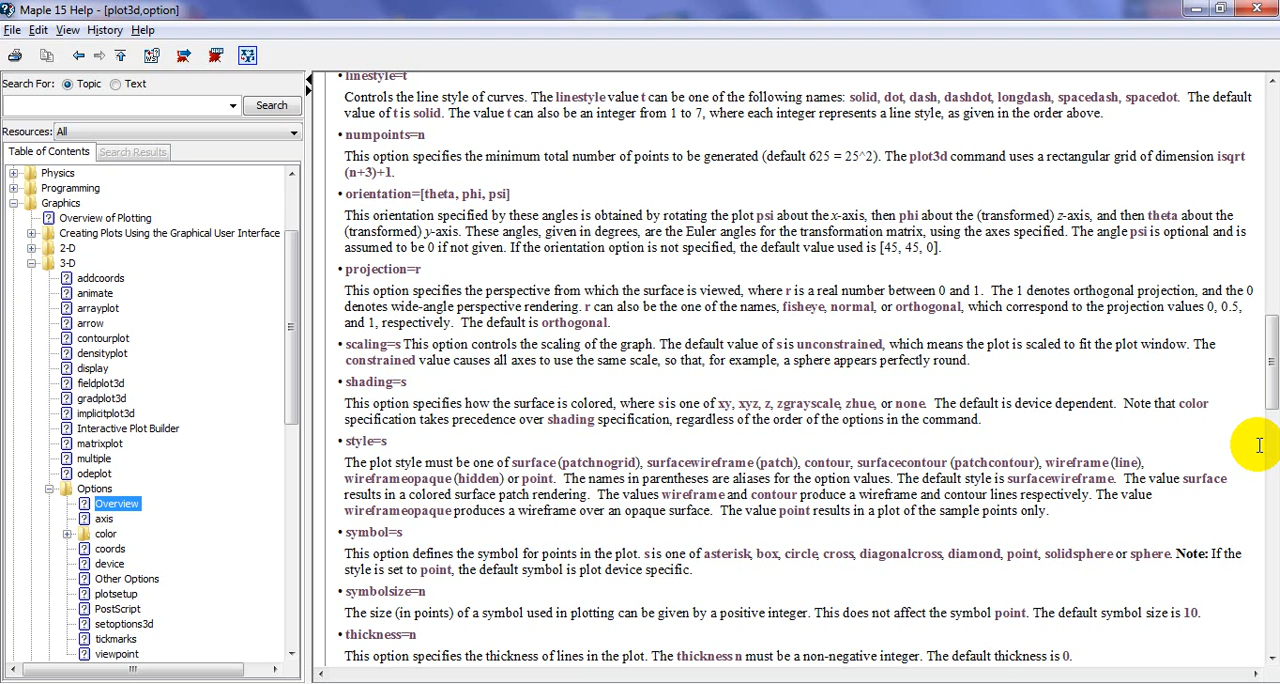 Maple 15 Help - [plot3d,option]
File Edit View History Help
Search For: Topic Text
Search
Resources: All
Table of Contents Search Results
Physics
Programming
Graphics
Overview of Plotting
Creating Plots Using the Graphical User Interface
2-D
3-D
addcoords
animate
arrayplot
arrow
contourplot
densityplot
display
fieldplot3d
gradplot3d
implicitplot3d
Interactive Plot Builder
matrixplot
multiple
odeplot
Options
Overview
axis
color
coords
device
Other Options
plotsetup
PostScript
setoptions3d
tickmarks
viewpoint
• linestyle=t
Controls the line style of curves. The linestyle value t can be one of the following names: solid, dot, dash, dashdot, longdash, spacedash, spacedot. The default
value of t is solid. The value t can also be an integer from 1 to 7, where each integer represents a line style, as given in the order above.
• numpoints=n
This option specifies the minimum total number of points to be generated (default 625 = 25^2). The plot3d command uses a rectangular grid of dimension isqrt
(n+3)+1.
• orientation=[theta, phi, psi]
This orientation specified by these angles is obtained by rotating the plot psi about the x-axis, then phi about the (transformed) z-axis, and then theta about the
(transformed) y-axis. These angles, given in degrees, are the Euler angles for the transformation matrix, using the axes specified. The angle psi is optional and is
assumed to be 0 if not given. If the orientation option is not specified, the default value used is [45, 45, 0].
• projection=r
This option specifies the perspective from which the surface is viewed, where r is a real number between 0 and 1. The 1 denotes orthogonal projection, and the 0
denotes wide-angle perspective rendering. r can also be the one of the names, fisheye, normal, or orthogonal, which correspond to the projection values 0, 0.5,
and 1, respectively. The default is orthogonal.
• scaling=s This option controls the scaling of the graph. The default value of s is unconstrained, which means the plot is scaled to fit the plot window. The
constrained value causes all axes to use the same scale, so that, for example, a sphere appears perfectly round.
• shading=s
This option specifies how the surface is colored, where s is one of xy, xyz, z, zgrayscale, zhue, or none. The default is device dependent. Note that color
specification takes precedence over shading specification, regardless of the order of the options in the command.
• style=s
The plot style must be one of surface (patchnogrid), surfacewireframe (patch), contour, surfacecontour (patchcontour), wireframe (line),
wireframeopaque (hidden) or point. The names in parentheses are aliases for the option values. The default style is surfacewireframe. The value surface
results in a colored surface patch rendering. The values wireframe and contour produce a wireframe and contour lines respectively. The value
wireframeopaque produces a wireframe over an opaque surface. The value point results in a plot of the sample points only.
• symbol=s
This option defines the symbol for points in the plot. s is one of asterisk, box, circle, cross, diagonalcross, diamond, point, solidsphere or sphere. Note: If the
style is set to point, the default symbol is plot device specific.
• symbolsize=n
The size (in points) of a symbol used in plotting can be given by a positive integer. This does not affect the symbol point. The default symbol size is 10.
• thickness=n
This option specifies the thickness of lines in the plot. The thickness n must be a non-negative integer. The default thickness is 0.